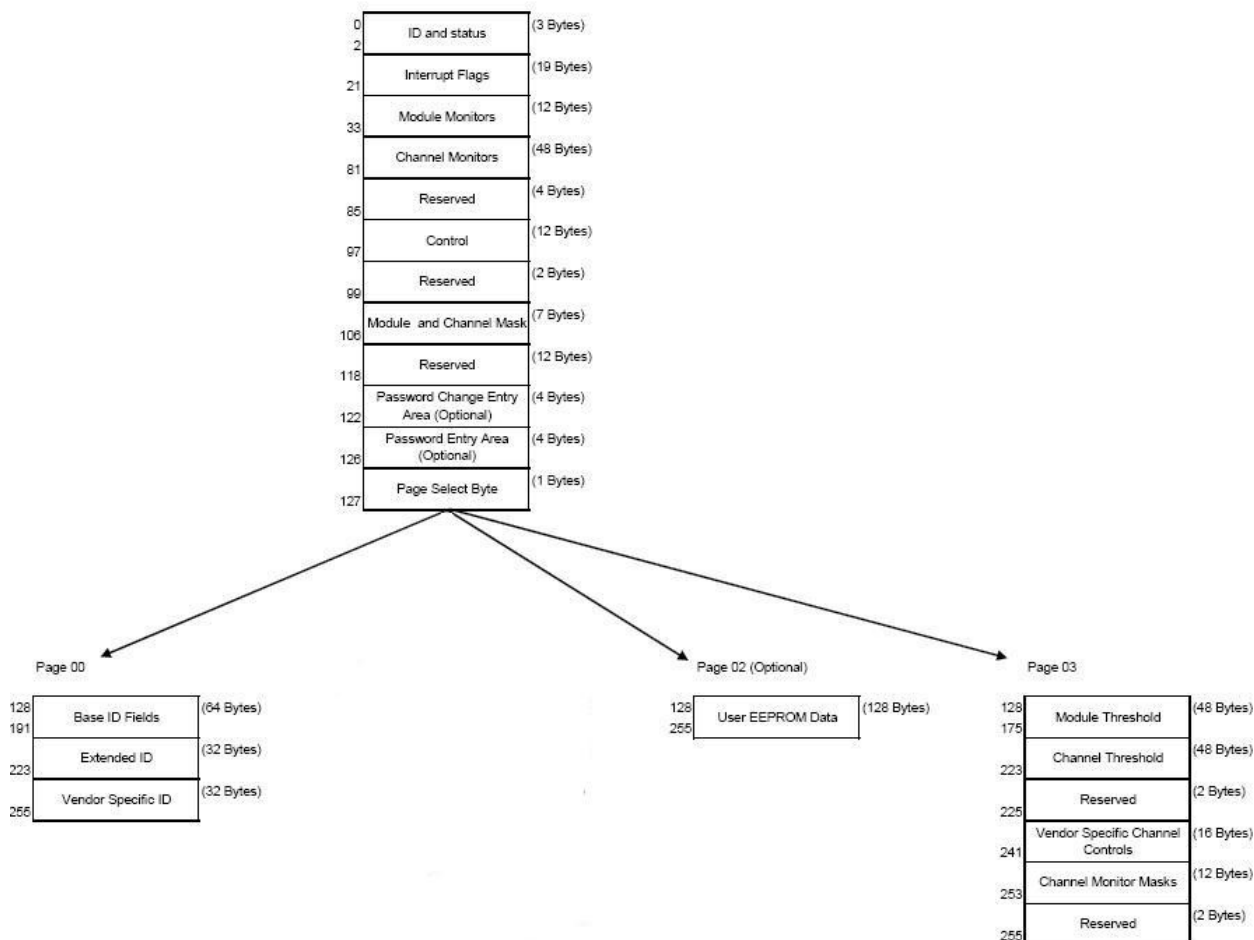 0
ID and status
(3 Bytes)
2
Interrupt Flags
(19 Bytes)
21
Module Monitors
(12 Bytes)
33
Channel Monitors
(48 Bytes)
81
Reserved
(4 Bytes)
85
Control
(12 Bytes)
97
Reserved
(2 Bytes)
99
Module and Channel Mask
(7 Bytes)
106
Reserved
(12 Bytes)
118
Password Change Entry
Area (Optional)
(4 Bytes)
122
Password Entry Area
(Optional)
(4 Bytes)
126
Page Select Byte
(1 Bytes)
127
Page 00
128
Base ID Fields
(64 Bytes)
191
Extended ID
(32 Bytes)
223
Vendor Specific ID
(32 Bytes)
255
Page 02 (Optional)
128
User EEPROM Data
(128 Bytes)
255
Page 03
128
Module Threshold
(48 Bytes)
175
Channel Threshold
(48 Bytes)
223
Reserved
(2 Bytes)
225
Vendor Specific Channel
Controls
(16 Bytes)
241
Channel Monitor Masks
(12 Bytes)
253
Reserved
(2 Bytes)
255